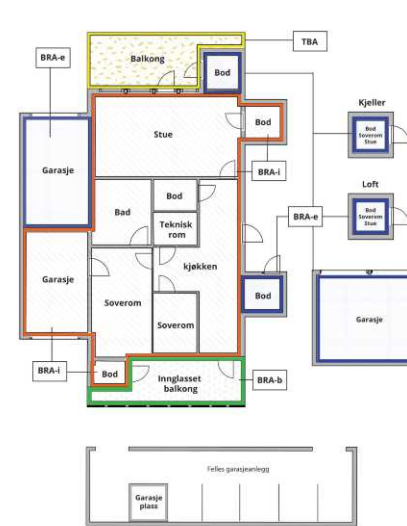 TBA
BRA-e
Balkong
Bod
Kjeller
Stue
Bod
Bod
Soverom
Stue
BRA-i
Garasje
Loft
Bod
Bad
Teknisk
rom
BRA-e
Bod
Soverom
Stue
kjøkken
Garasje
Bod
Soverom
Soverom
Garasje
BRA-i
Bod
Innglasset
balkong
BRA-b
Felles garasjeanlegg
Garasje
plass